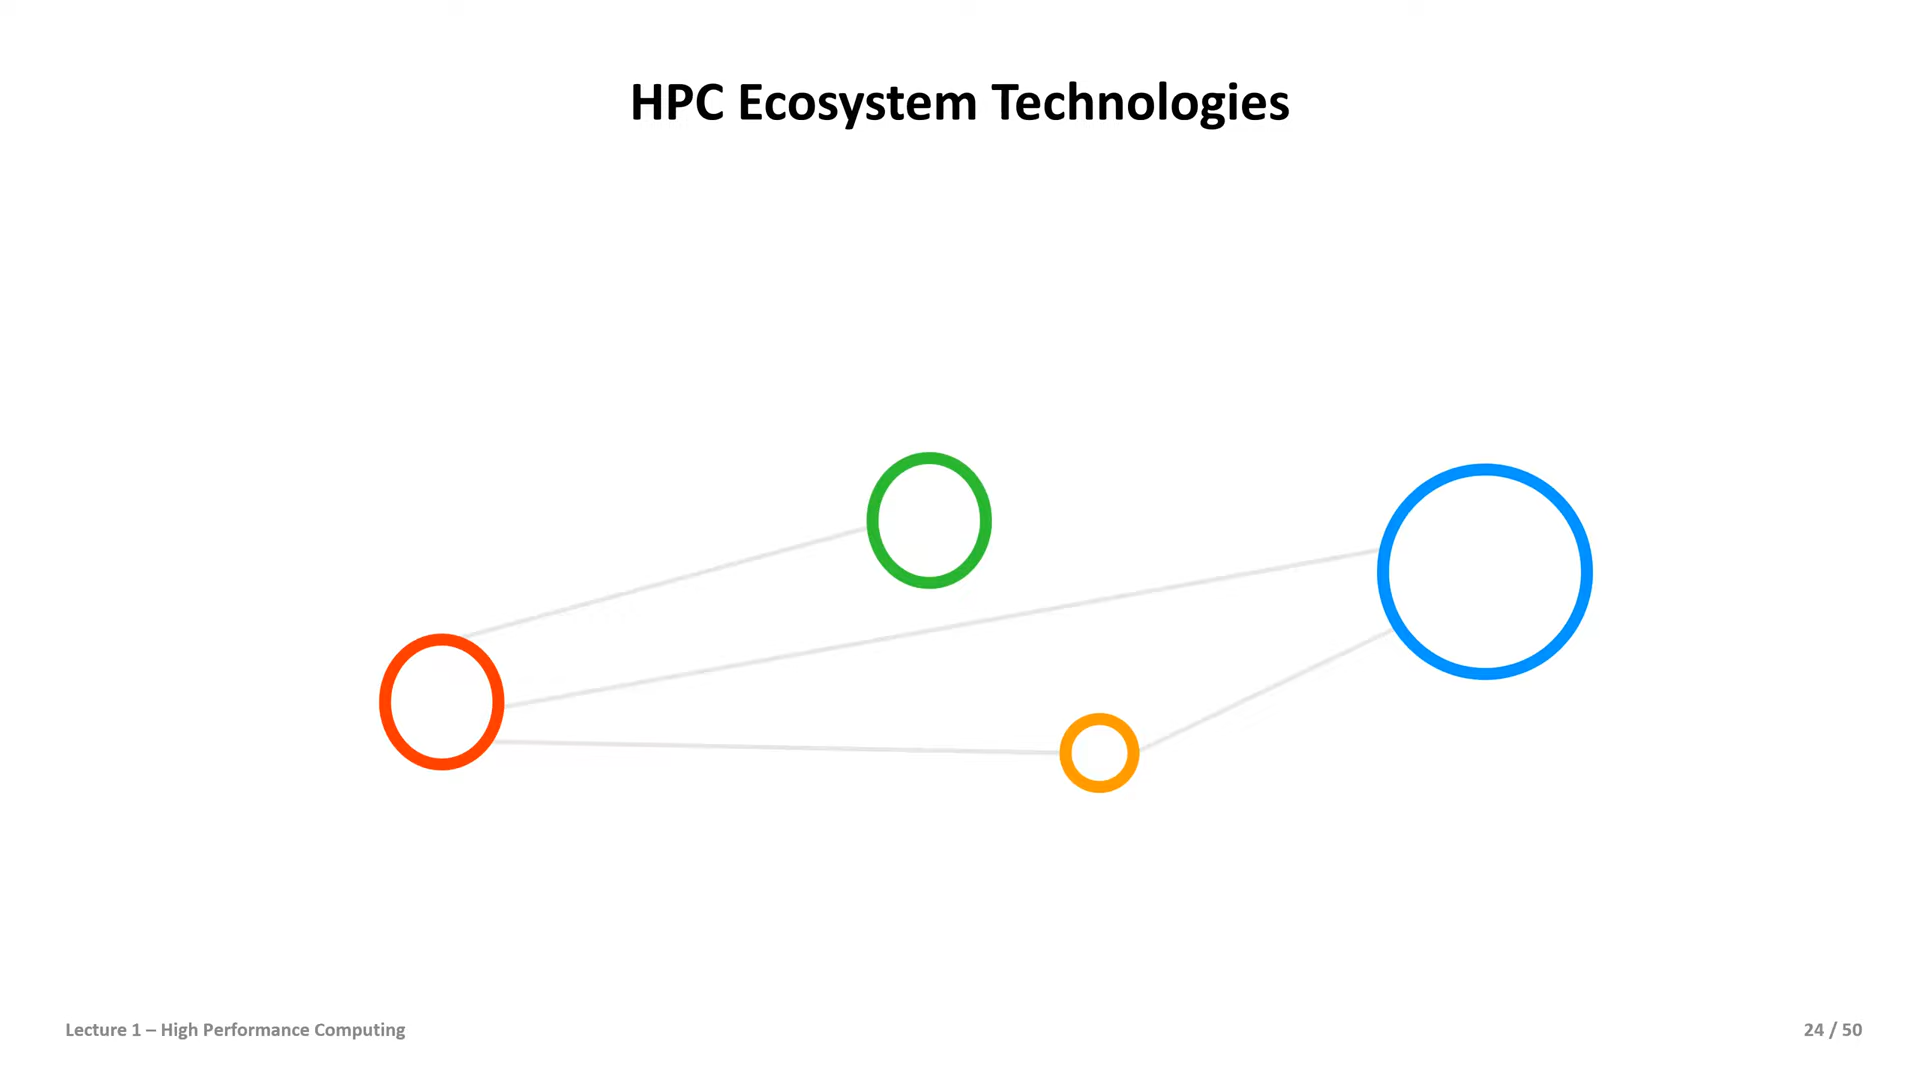 HPC Ecosystem Technologies
Lecture 1 – High Performance Computing
24 / 50